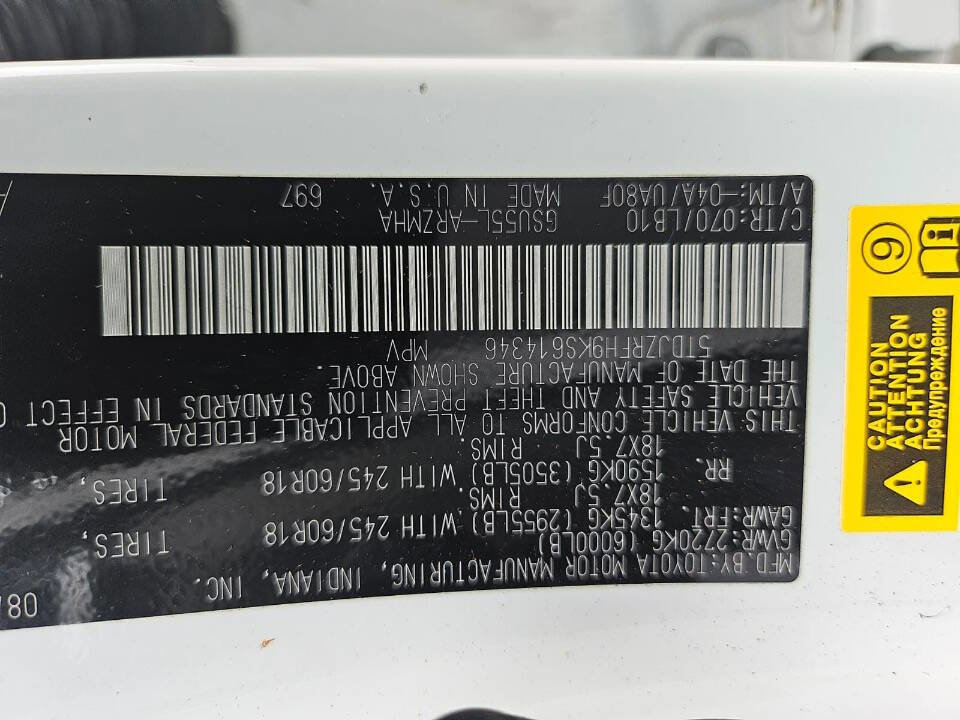 MFD.BY:TOYOTA MOTOR MANUFACTURING, INDIANA, INC. 08/
GVWR:2720KG(6000LB)
GAWR:FRT. 1345KG(2955LB) WITH 245/60R18 TIRES,
18X7.5J RIMS.
RR. 1590KG(3505LB) WITH 245/60R18 TIRES,
18X7.5J RIMS.
THIS VEHICLE CONFORMS TO ALL APPLICABLE FEDERAL MOTOR
VEHICLE SAFETY AND THEFT PREVENTION STANDARDS IN EFFECT
THE DATE OF MANUFACTURE SHOWN ABOVE.
5TDJZRFH9KS614346 MPV
C/TR:070/LB10 GSU55L-ARZMHA
A/TM:-04A/UA80F MADE IN U.S.A. 697
CAUTION
ATTENTION
ACHTUNG
Предупреждение